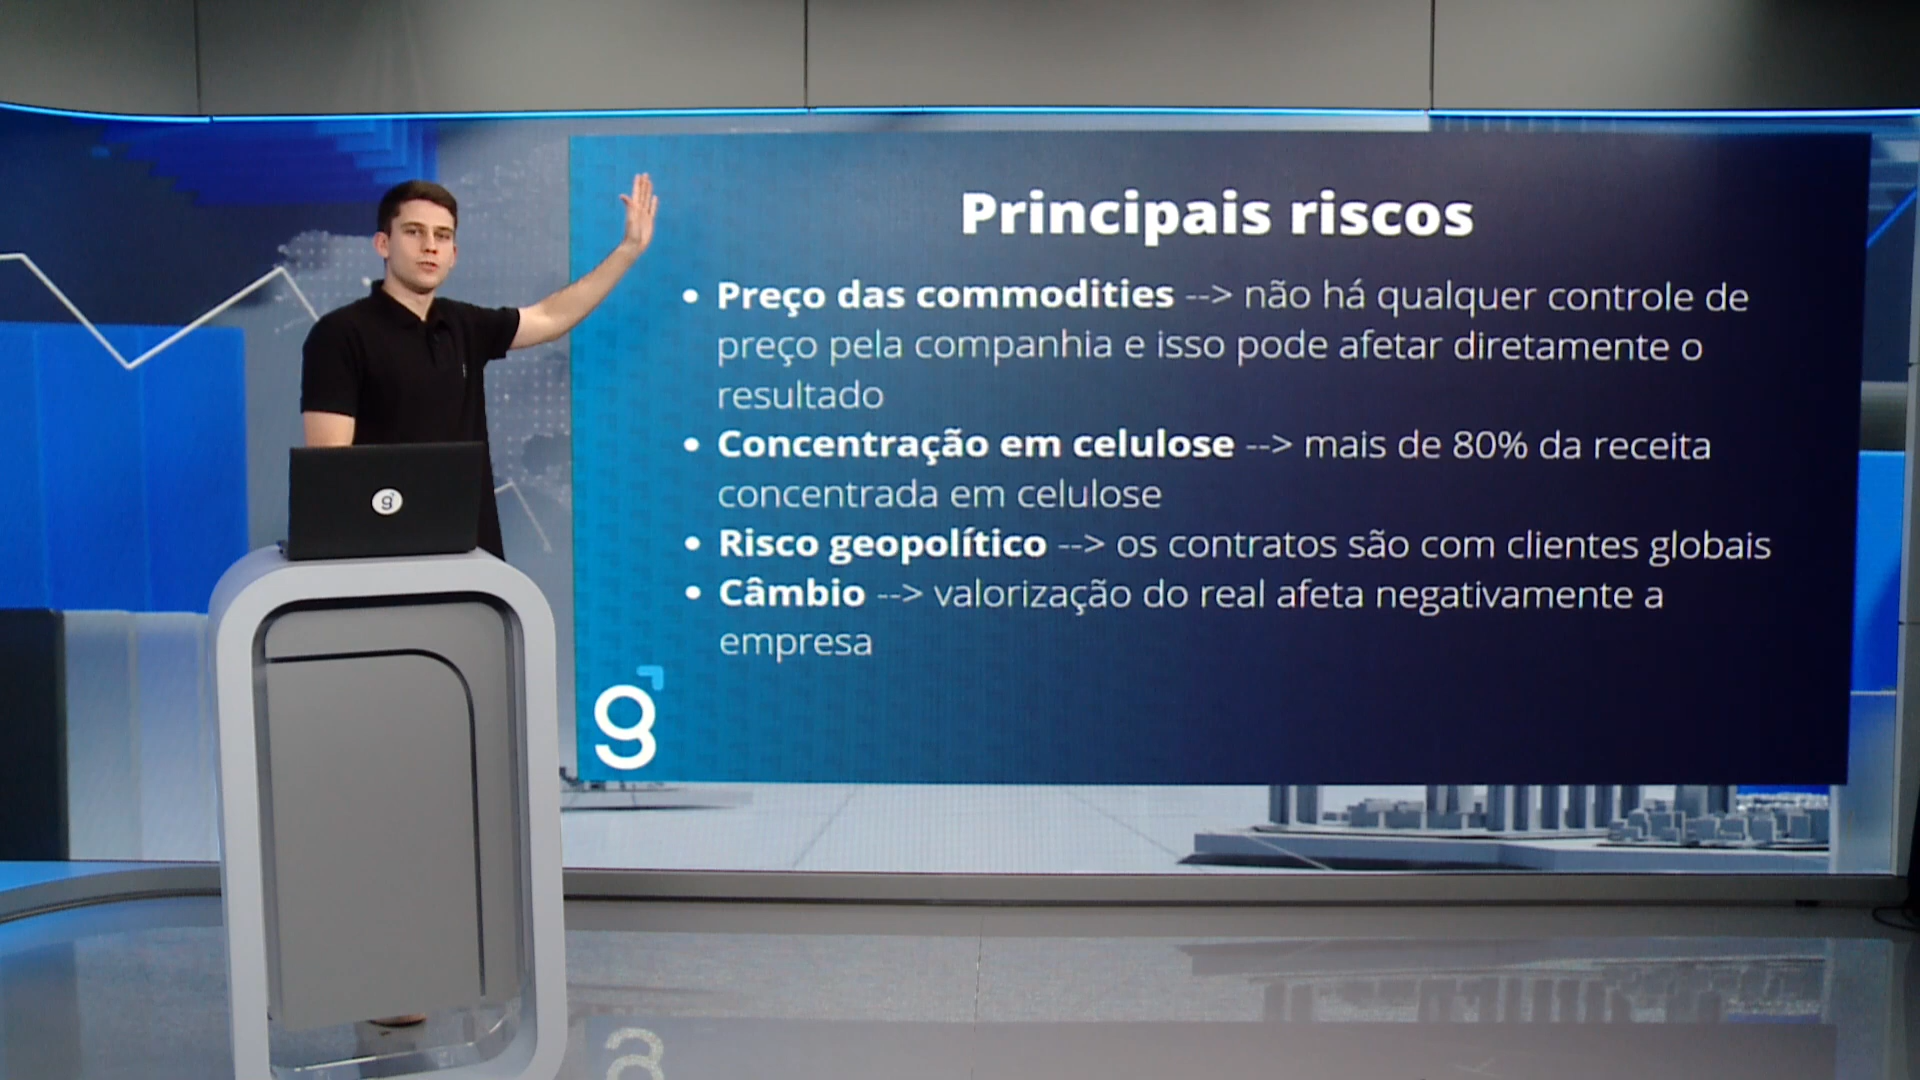 Principais riscos
• Preço das commodities --> não há qualquer controle de
preço pela companhia e isso pode afetar diretamente o
resultado
• Concentração em celulose --> mais de 80% da receita
concentrada em celulose
• Risco geopolítico --> os contratos são com clientes globais
• Câmbio --> valorização do real afeta negativamente a
empresa
g
g